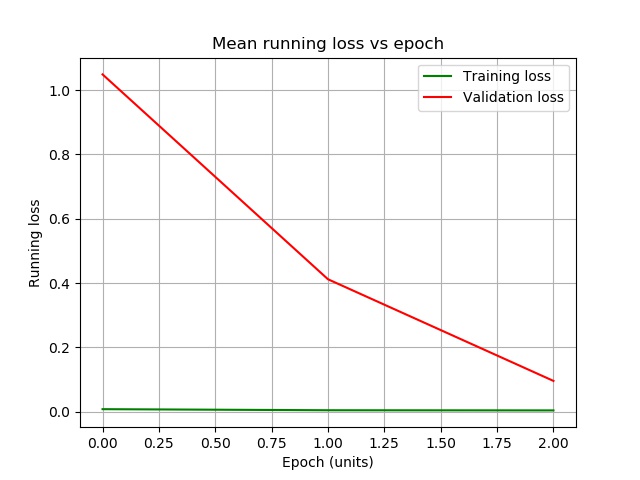 Mean running loss vs epoch
Training loss
Validation loss
1.0
0.8
0.6
0.4
0.2
0.0
Running loss
0.00 0.25 0.50 0.75 1.00 1.25 1.50 1.75 2.00
Epoch (units)